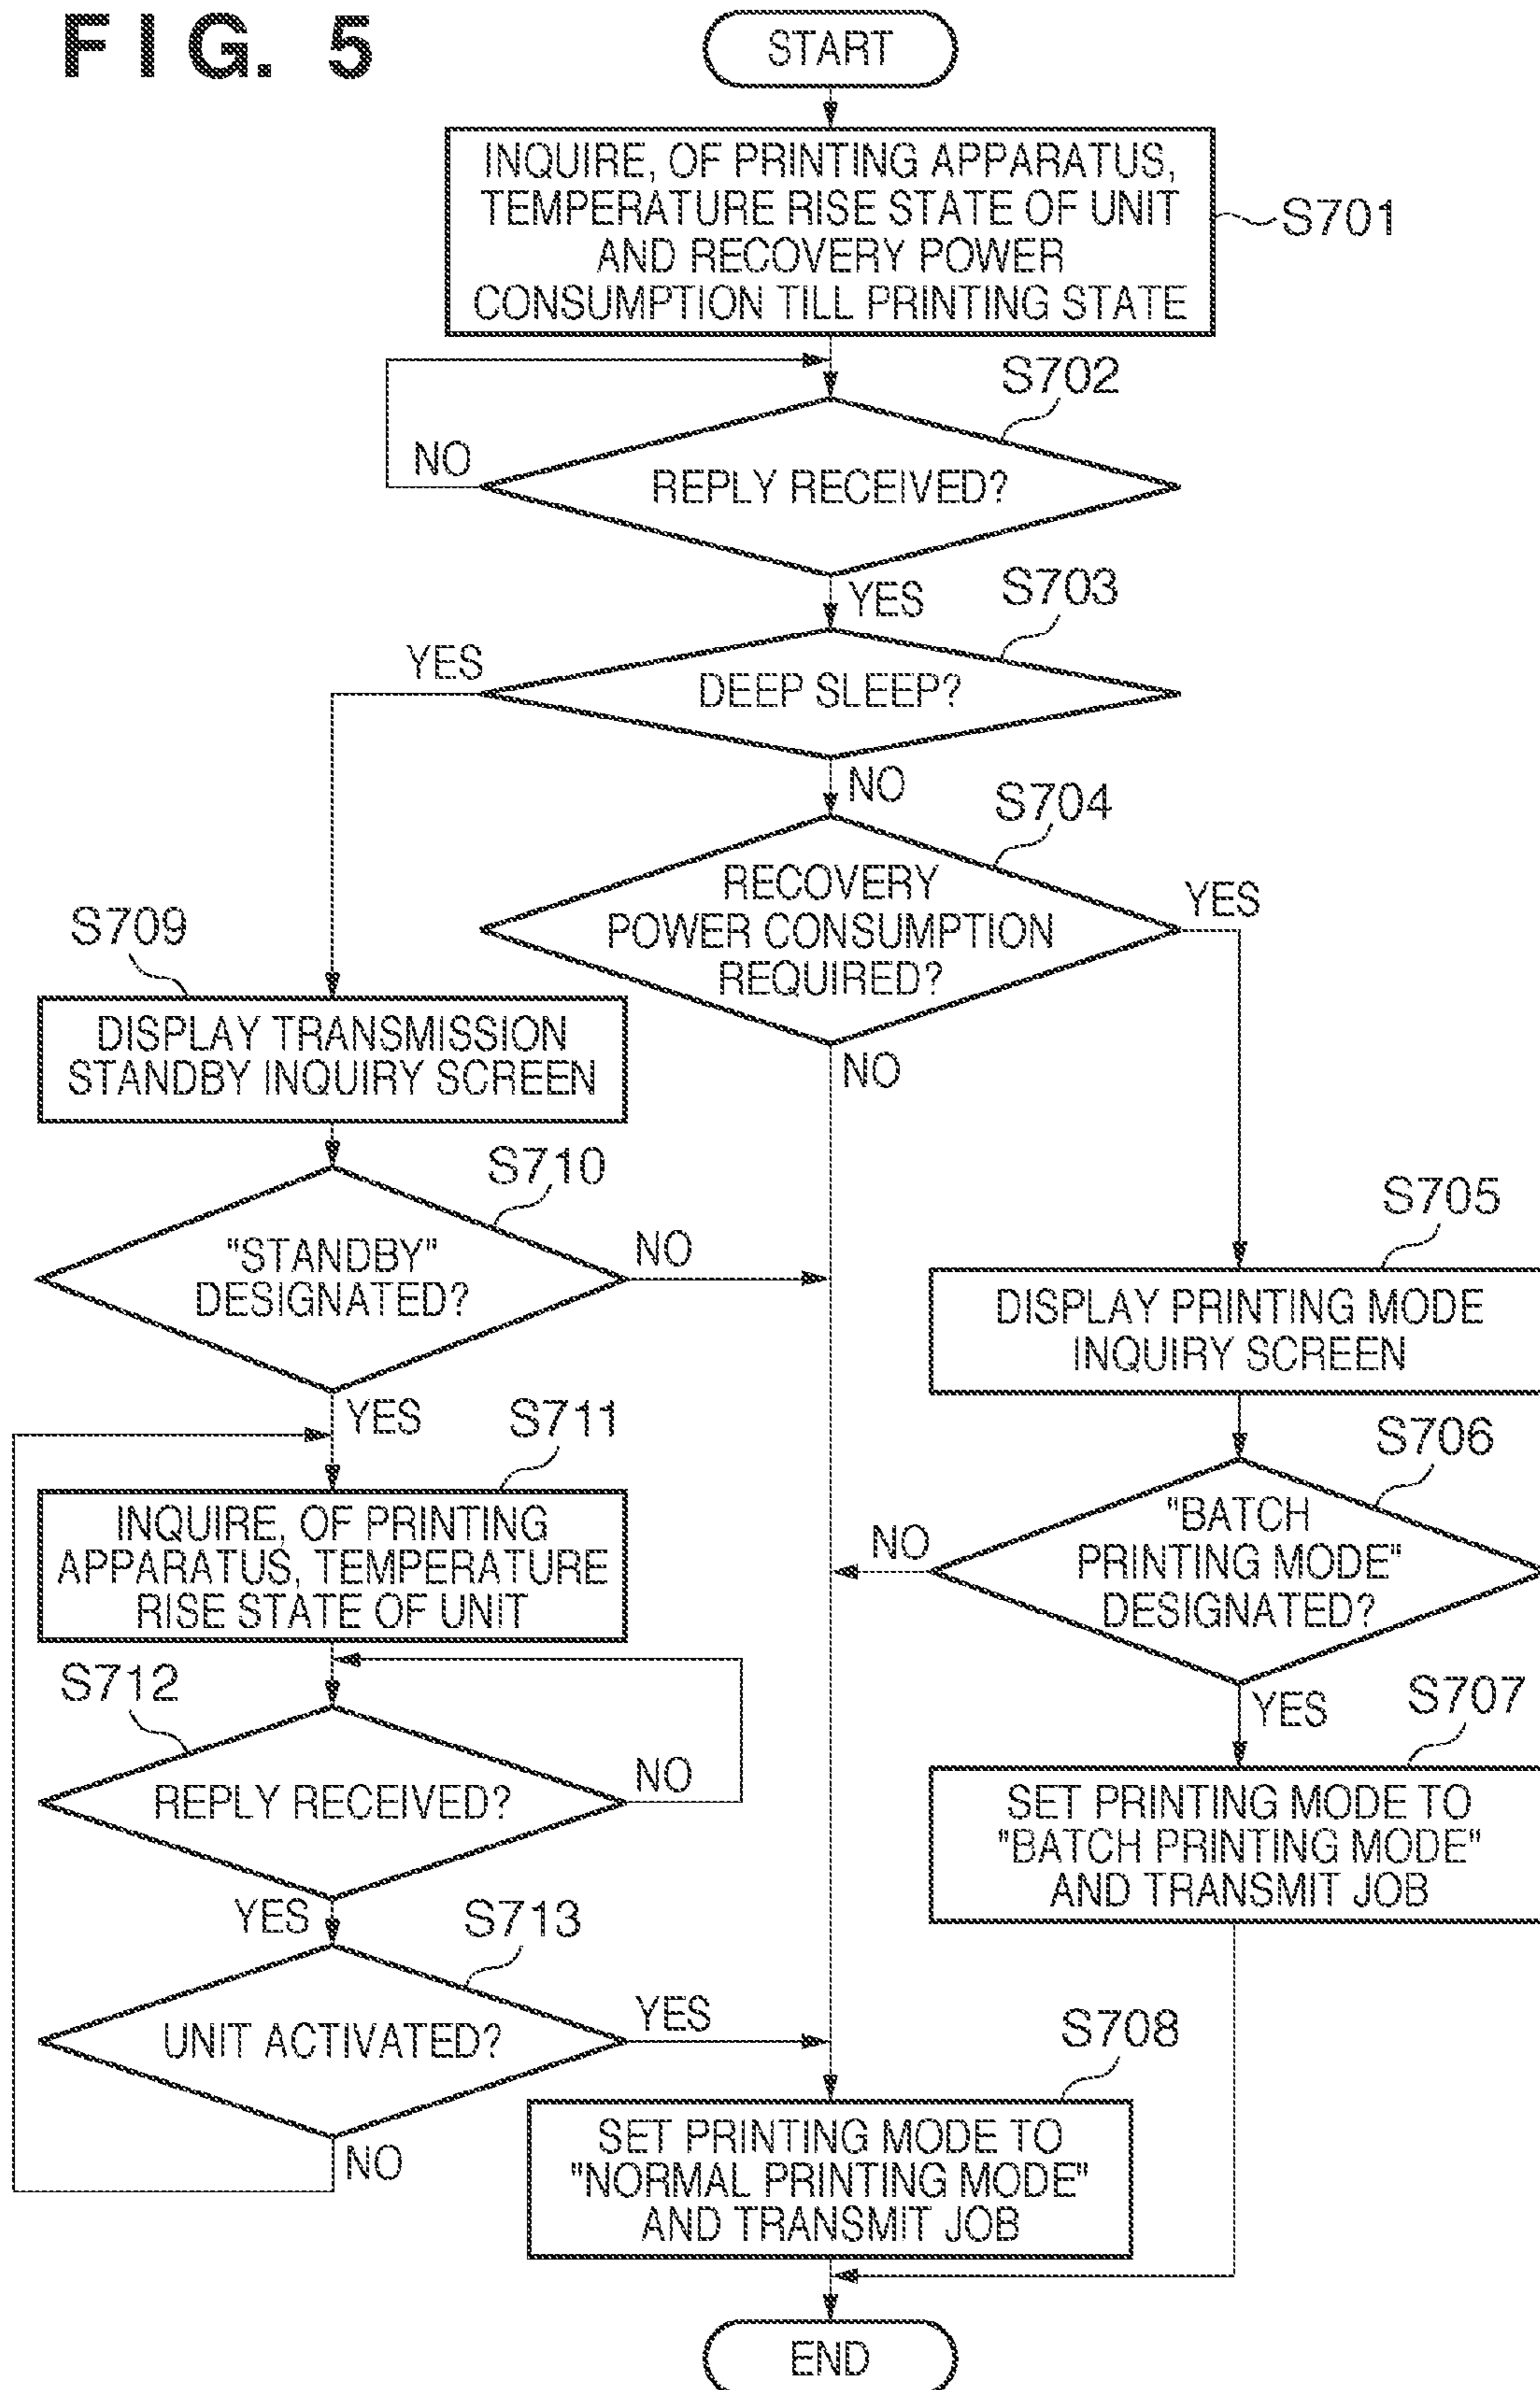 FIG. 5
START
INQUIRE, OF PRINTING APPARATUS,
TEMPERATURE RISE STATE OF UNIT
AND RECOVERY POWER
CONSUMPTION TILL PRINTING STATE
S701
S702
NO
REPLY RECEIVED?
YES
S703
YES
DEEP SLEEP?
NO
S704
RECOVERY
POWER CONSUMPTION
REQUIRED?
YES
NO
S709
DISPLAY TRANSMISSION
STANDBY INQUIRY SCREEN
S710
"STANDBY"
DESIGNATED?
NO
YES
S705
DISPLAY PRINTING MODE
INQUIRY SCREEN
S706
"BATCH
PRINTING MODE"
DESIGNATED?
NO
YES
S707
SET PRINTING MODE TO
"BATCH PRINTING MODE"
AND TRANSMIT JOB
S711
INQUIRE, OF PRINTING
APPARATUS, TEMPERATURE
RISE STATE OF UNIT
S712
REPLY RECEIVED?
NO
YES
S713
UNIT ACTIVATED?
YES
NO
S708
SET PRINTING MODE TO
"NORMAL PRINTING MODE"
AND TRANSMIT JOB
END